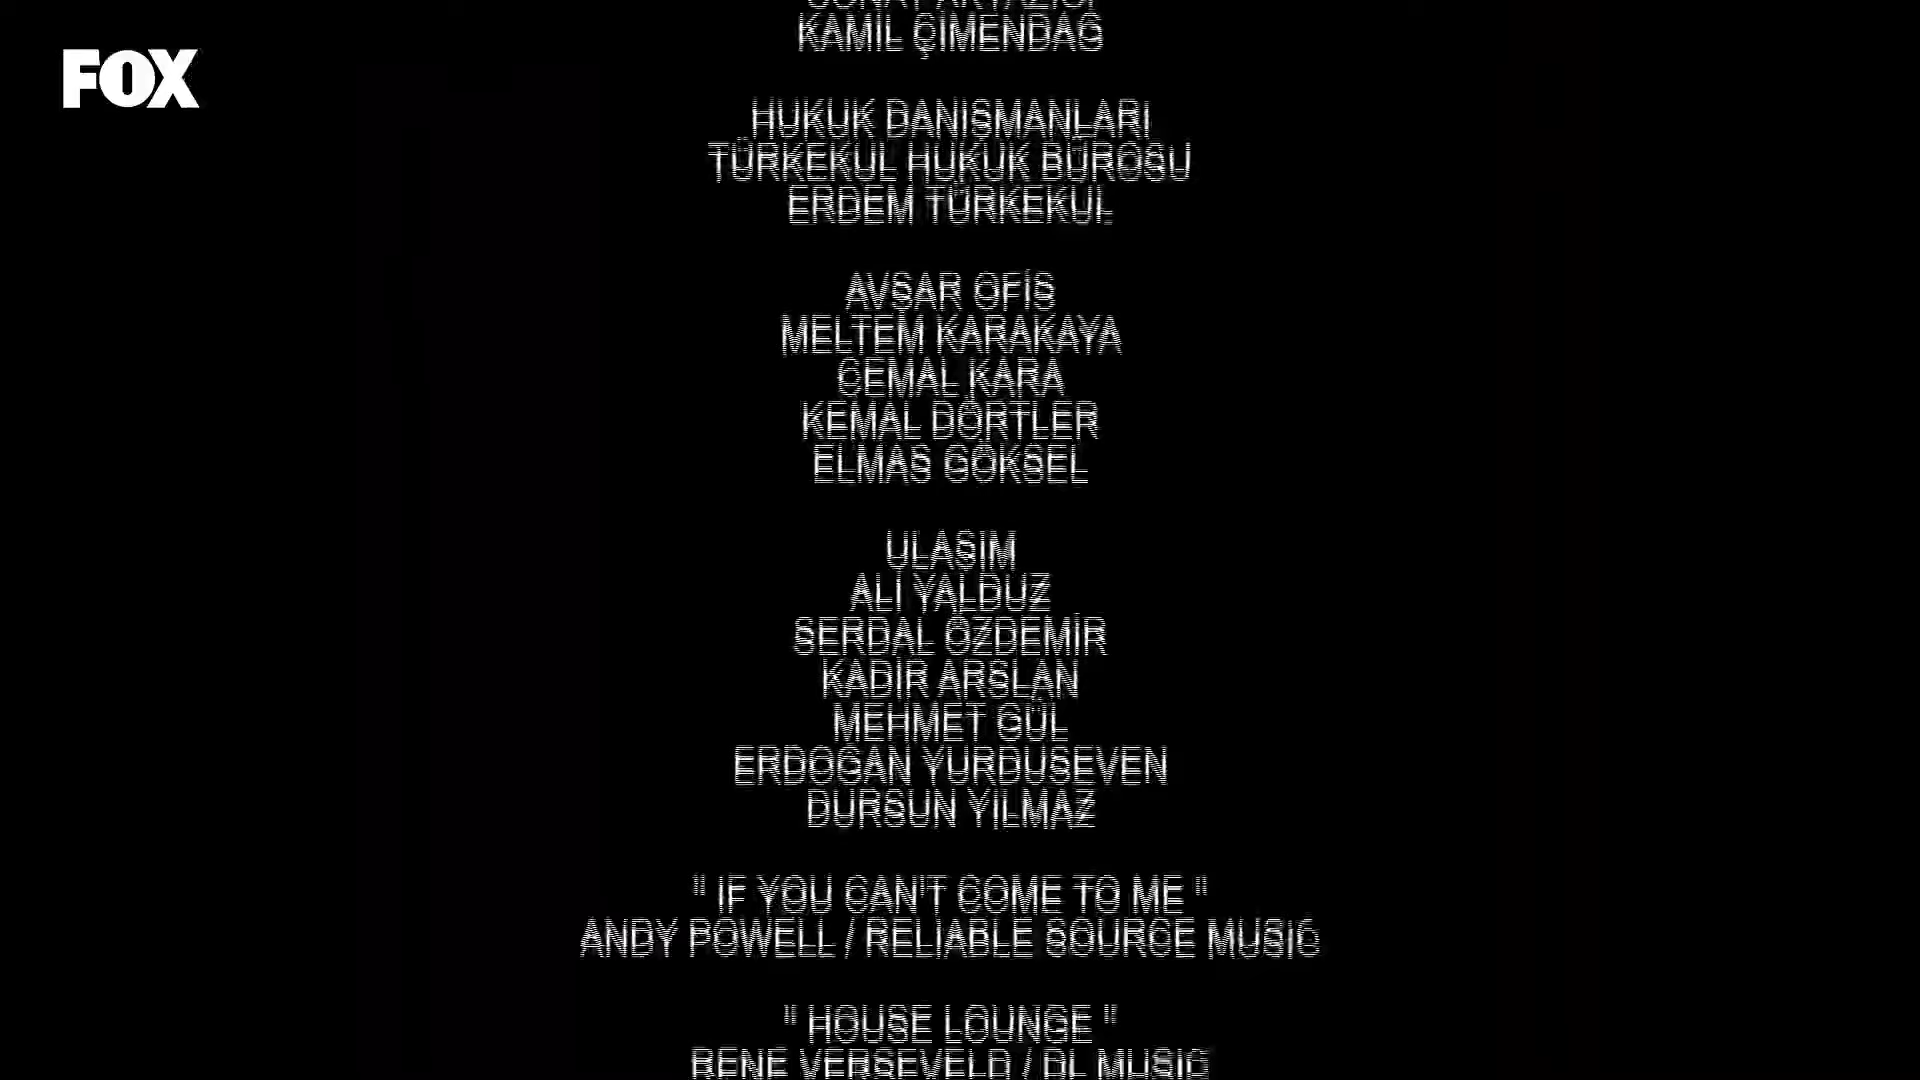 FOX
KAMİL ÇİMENDAĞ
HUKUK DANIŞMANLARI
TÜRKEKUL HUKUK BÜROSU
ERDEM TÜRKEKUL
AVŞAR OFİS
MELTEM KARAKAYA
CEMAL KARA
KEMAL DÖRTLER
ELMAS GÖKSEL
ULAŞIM
ALİ YALDUZ
SERDAL ÖZDEMİR
KADİR ARSLAN
MEHMET GÜL
ERDOĞAN YURDUSEVEN
DURSUN YILMAZ
" IF YOU CAN'T COME TO ME "
ANDY POWELL / RELIABLE SOURCE MUSIC
" HOUSE LOUNGE "
RENE VERSEVELD / DL MUSIC